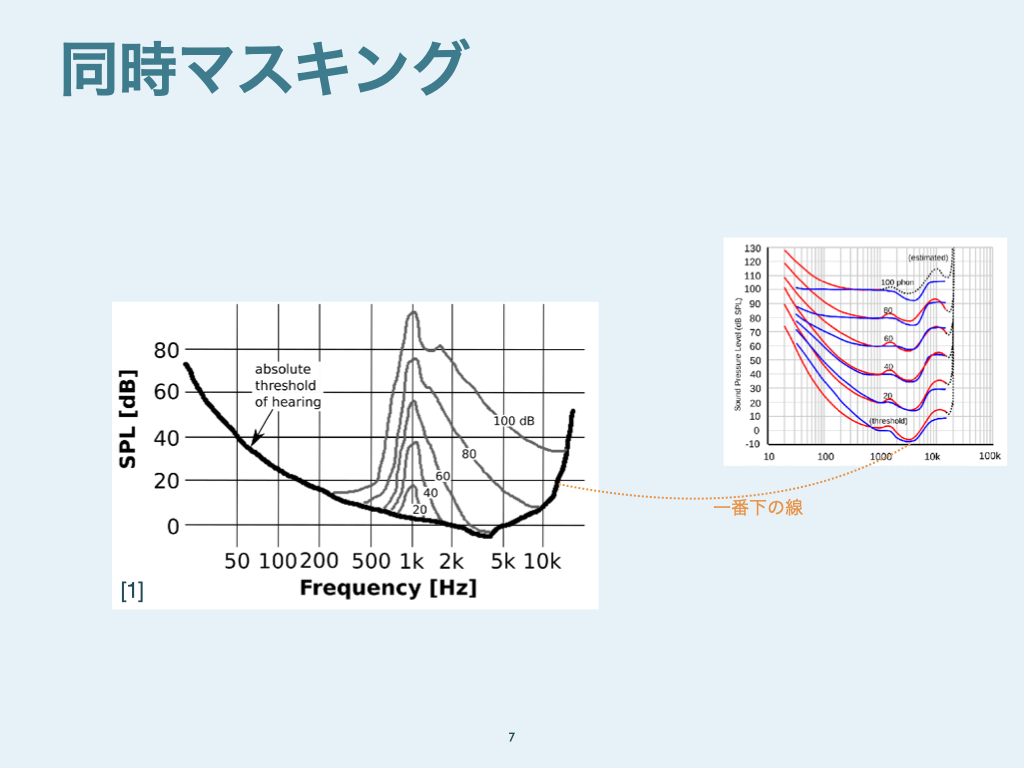 同時マスキング
80
60
40
20
0
SPL [dB]
absolute
threshold
of hearing
100 dB
80
60
40
20
50 100 200 500 1k 2k 5k 10k
Frequency [Hz]
[1]
130
120
110
100
90
80
70
60
50
40
30
20
10
0
-10
Sound Pressure Level (dB SPL)
(estimated)
100 phon
80
60
40
20
(threshold)
10 100 1000 10k 100k
一番下の線
7